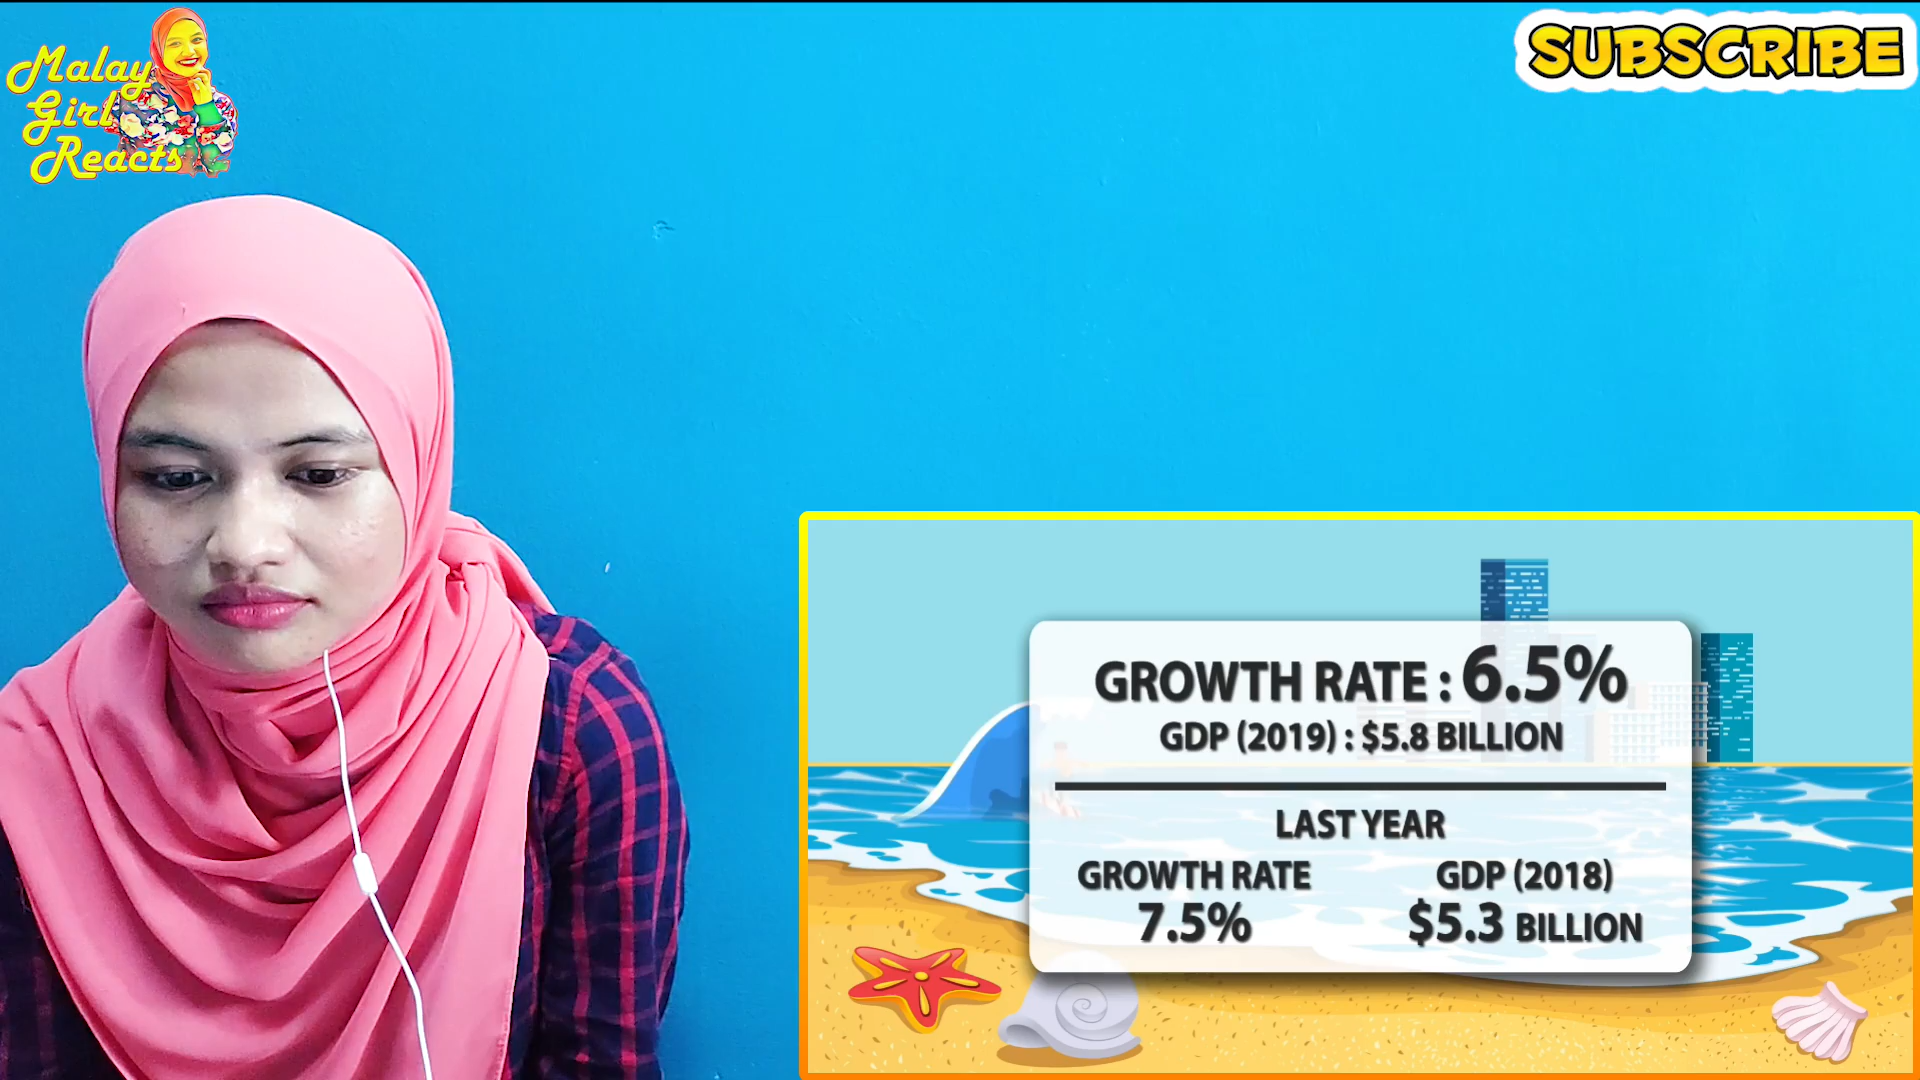 Malay
Girl
Reacts
SUBSCRIBE
GROWTH RATE : 6.5%
GDP (2019) : $5.8 BILLION
LAST YEAR
GROWTH RATE
7.5%
GDP (2018)
$5.3 BILLION